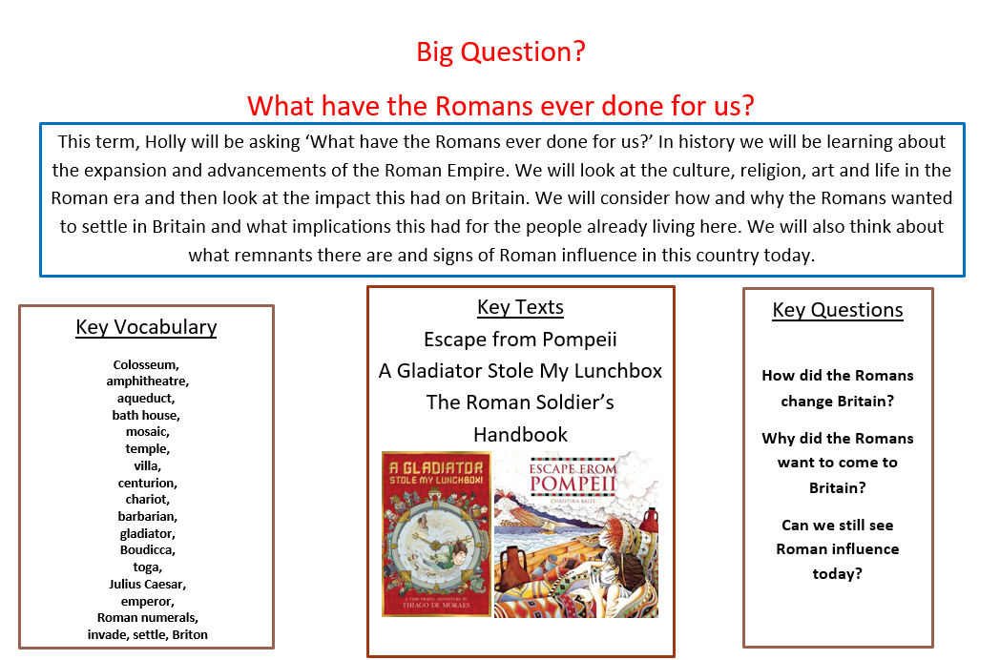 Big Question?
What have the Romans ever done for us?
This term, Holly will be asking ‘What have the Romans ever done for us?’ In history we will be learning about
the expansion and advancements of the Roman Empire. We will look at the culture, religion, art and life in the
Roman era and then look at the impact this had on Britain. We will consider how and why the Romans wanted
to settle in Britain and what implications this had for the people already living here. We will also think about
what remnants there are and signs of Roman influence in this country today.
Key Vocabulary
Colosseum,
amphitheatre,
aqueduct,
bath house,
mosaic,
temple,
villa,
centurion,
chariot,
barbarian,
gladiator,
Boudicca,
toga,
Julius Caesar,
emperor,
Roman numerals,
invade, settle, Briton
Key Texts
Escape from Pompeii
A Gladiator Stole My Lunchbox
The Roman Soldier’s
Handbook
A GLADIATOR
STOLE MY LUNCHBOX!
A TIME-TRAVEL ADVENTURE BY
THIAGO DE MORAES
ESCAPE FROM
POMPEII
CHRISTINA BALIT
Key Questions
How did the Romans
change Britain?
Why did the Romans
want to come to
Britain?
Can we still see
Roman influence
today?